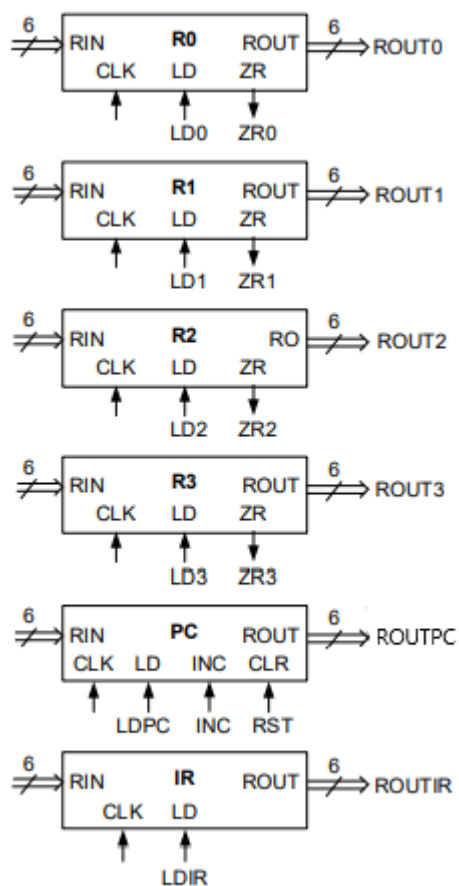 6 RIN R0 ROUT 6 ROUT0
CLK LD ZR
LD0 ZR0
6 RIN R1 ROUT 6 ROUT1
CLK LD ZR
LD1 ZR1
6 RIN R2 RO 6 ROUT2
CLK LD ZR
LD2 ZR2
6 RIN R3 ROUT 6 ROUT3
CLK LD ZR
LD3 ZR3
6 RIN PC ROUT 6 ROUTPC
CLK LD INC CLR
LDPC INC RST
6 RIN IR ROUT 6 ROUTIR
CLK LD
LDIR